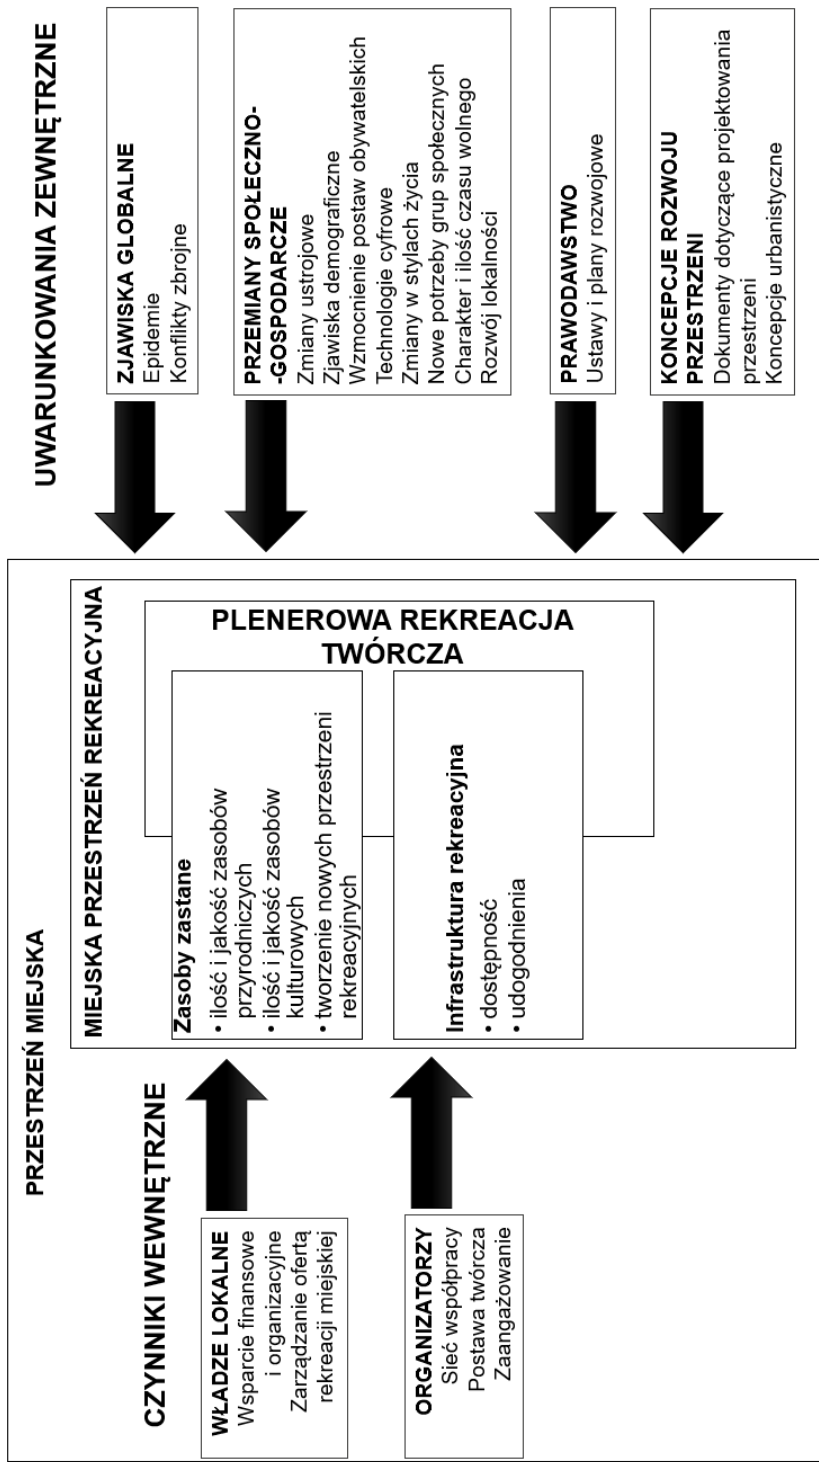 UWARUNKOWANIA ZEWNĘTRZNE
ZJAWISKA GLOBALNE
Epidemie
Konflikty zbrojne
PRZEMIANY SPOŁECZNO-
-GOSPODARCZE
Zmiany ustrojowe
Zjawiska demograficzne
Wzmocnienie postaw obywatelskich
Technologie cyfrowe
Zmiany w stylach życia
Nowe potrzeby grup społecznych
Charakter i ilość czasu wolnego
Rozwój lokalności
PRAWODAWSTWO
Ustawy i plany rozwojowe
KONCEPCJE ROZWOJU
PRZESTRZENI
Dokumenty dotyczące projektowania
przestrzeni
Koncepcje urbanistyczne
PRZESTRZEŃ MIEJSKA
MIEJSKA PRZESTRZEŃ REKREACYJNA
PLENEROWA REKREACJA
TWÓRCZA
Zasoby zastane
• ilość i jakość zasobów
przyrodniczych
• ilość i jakość zasobów
kulturowych
• tworzenie nowych przestrzeni
rekreacyjnych
Infrastruktura rekreacyjna
• dostępność
• udogodnienia
CZYNNIKI WEWNĘTRZNE
WŁADZE LOKALNE
Wsparcie finansowe
i organizacyjne
Zarządzanie ofertą
rekreacji miejskiej
ORGANIZATORZY
Sieć współpracy
Postawa twórcza
Zaangażowanie